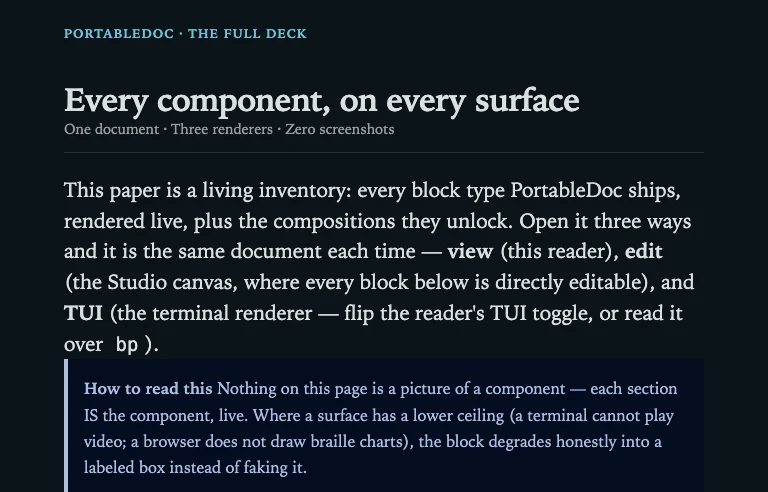 PORTABLEDOC · THE FULL DECK
Every component, on every surface
One document · Three renderers · Zero screenshots
This paper is a living inventory: every block type PortableDoc ships,
rendered live, plus the compositions they unlock. Open it three ways
and it is the same document each time — view (this reader), edit
(the Studio canvas, where every block below is directly editable), and
TUI (the terminal renderer — flip the reader's TUI toggle, or read it
over bp ).
How to read this Nothing on this page is a picture of a component — each section
IS the component, live. Where a surface has a lower ceiling (a terminal cannot play
video; a browser does not draw braille charts), the block degrades honestly into a
labeled box instead of faking it.